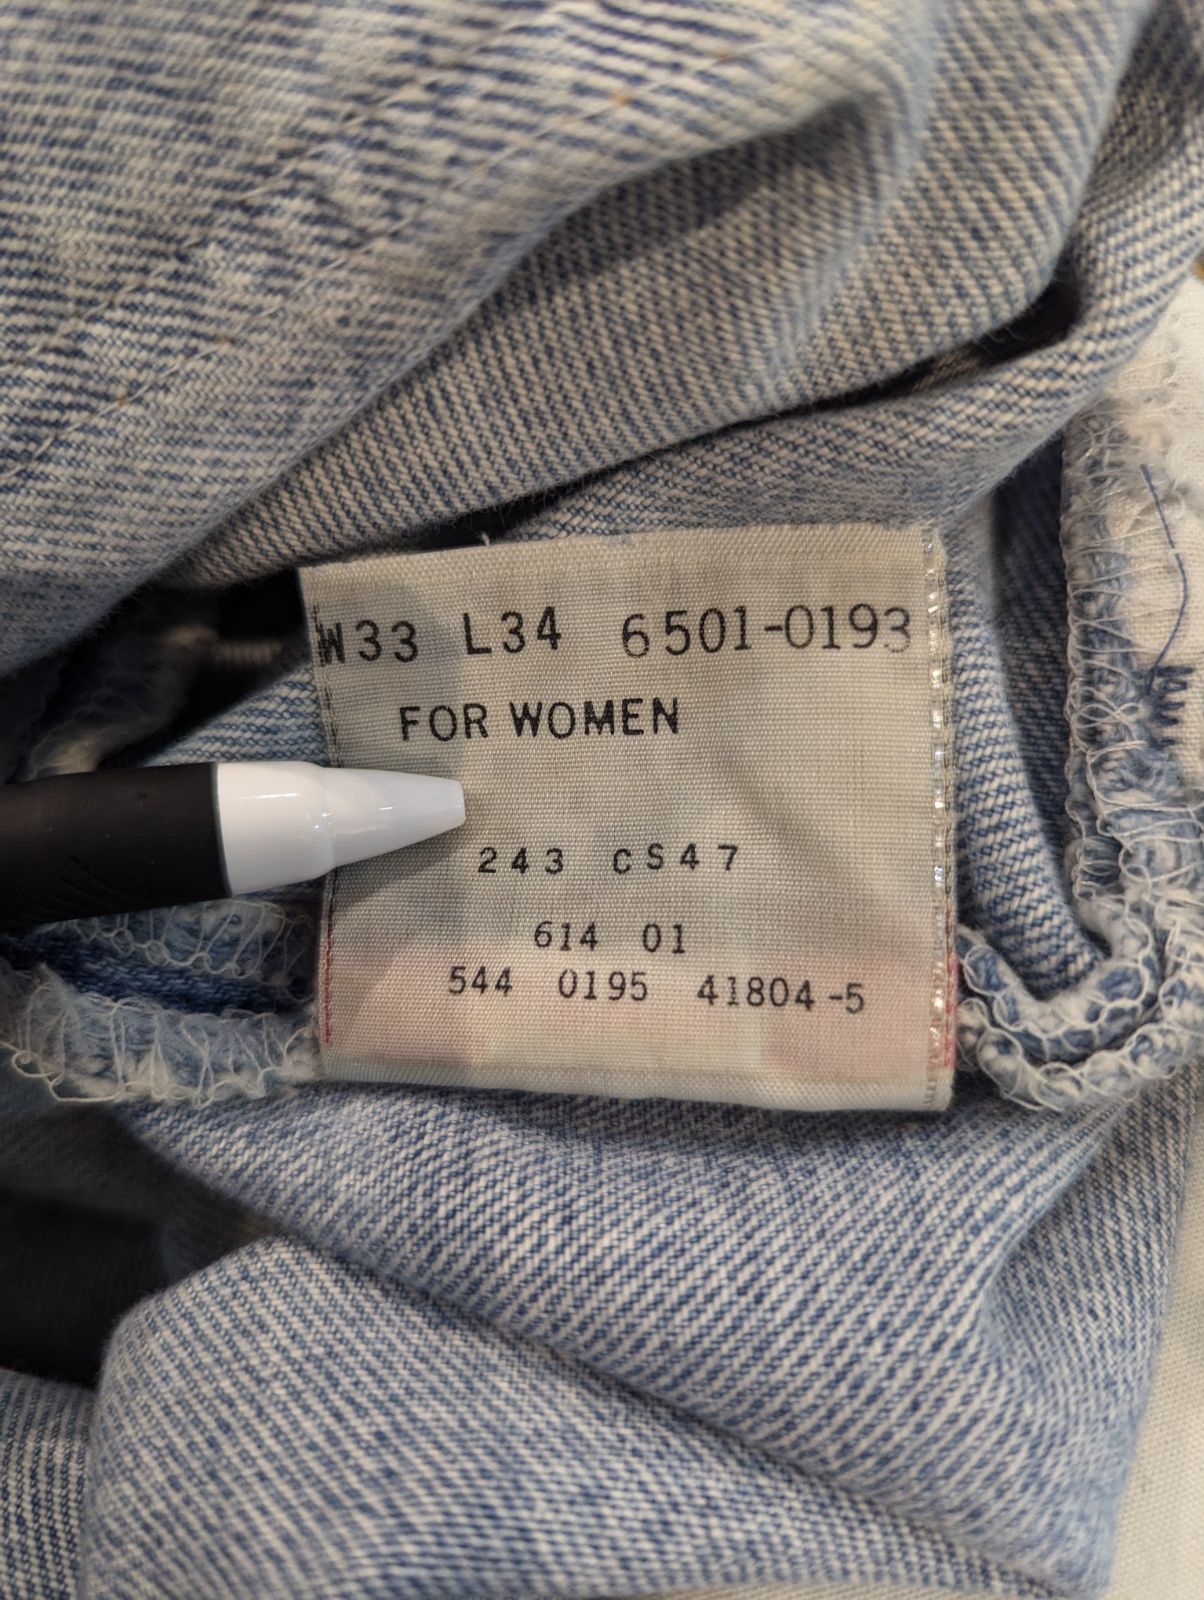 W33 L34 6501-0193
FOR WOMEN
243 CS47
614 01
544 0195 41804-5